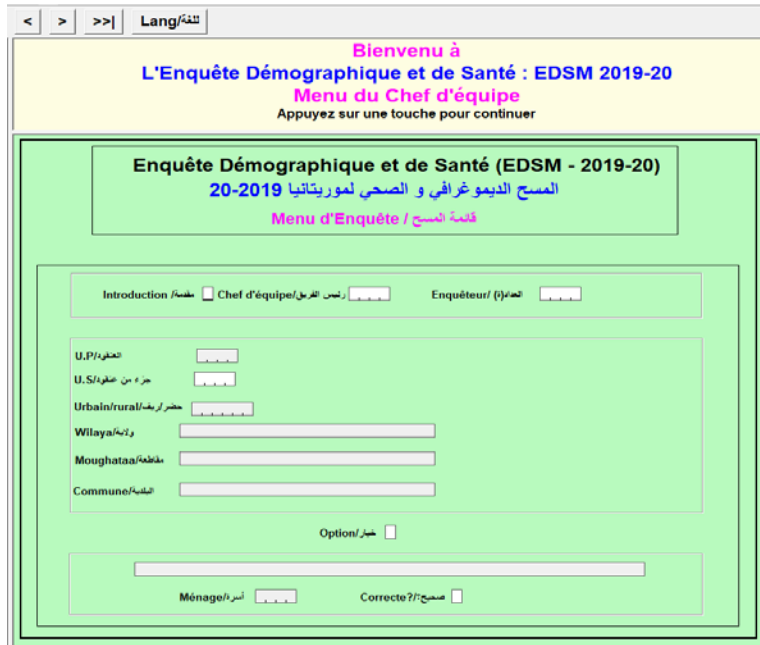 < > >>| Lang/اللغة
Bienvenu à
L'Enquête Démographique et de Santé : EDSM 2019-20
Menu du Chef d'équipe
Appuyez sur une touche pour continuer
Enquête Démographique et de Santé (EDSM - 2019-20)
المسح الديموغرافي و الصحي لموريتانيا 2019-20
Menu d'Enquête / قائمة المسح
Introduction /مقدمة Chef d'équipe/رئيس الفريق Enquêteur/ (ة)العداد
U.P/العنقود
U.S/جزء من عنقود
Urbain/rural/حضر/ريف
Wilaya/ولاية
Moughataa/مقاطعة
Commune/البلدية
Option/خيار
Ménage/أسرة Correcte?/صحيح؟